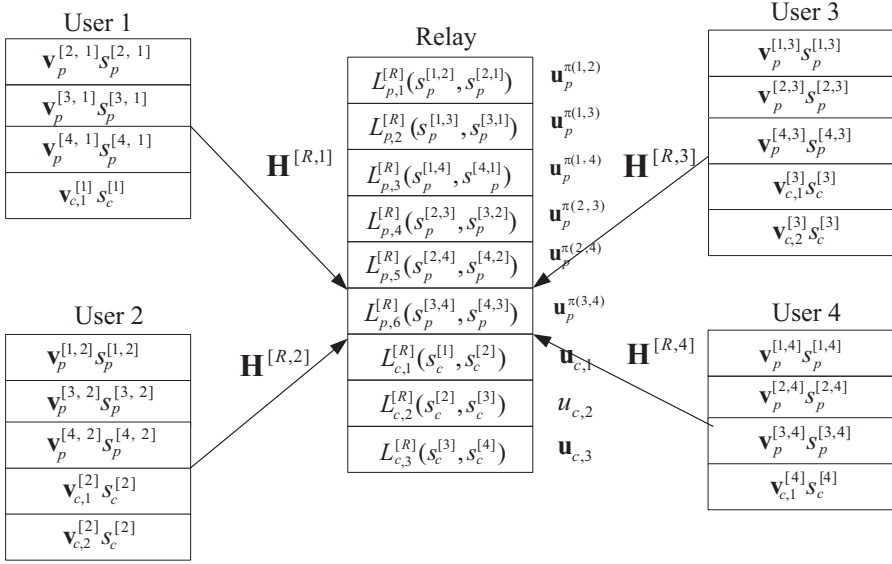 User 1
v_p^{[2, 1]} s_p^{[2, 1]}
v_p^{[3, 1]} s_p^{[3, 1]}
v_p^{[4, 1]} s_p^{[4, 1]}
v_{c,1}^{[1]} s_c^{[1]}
H^{[R,1]}
User 2
v_p^{[1, 2]} s_p^{[1, 2]}
v_p^{[3, 2]} s_p^{[3, 2]}
v_p^{[4, 2]} s_p^{[4, 2]}
v_{c,1}^{[2]} s_c^{[2]}
v_{c,2}^{[2]} s_c^{[2]}
H^{[R,2]}
Relay
L_{p,1}^{[R]}(s_p^{[1,2]}, s_p^{[2,1]}) u_p^{π(1,2)}
L_{p,2}^{[R]}(s_p^{[1,3]}, s_p^{[3,1]}) u_p^{π(1,3)}
L_{p,3}^{[R]}(s_p^{[1,4]}, s^{[4,1]}_p) u_p^{π(1,4)}
L_{p,4}^{[R]}(s_p^{[2,3]}, s_p^{[3,2]}) u_p^{π(2,3)}
L_{p,5}^{[R]}(s_p^{[2,4]}, s_p^{[4,2]}) u_p^{π(2,4)}
L_{p,6}^{[R]}(s_p^{[3,4]}, s_p^{[4,3]}) u_p^{π(3,4)}
L_{c,1}^{[R]}(s_c^{[1]}, s_c^{[2]}) u_{c,1}
L_{c,2}^{[R]}(s_c^{[2]}, s_c^{[3]}) u_{c,2}
L_{c,3}^{[R]}(s_c^{[3]}, s_c^{[4]}) u_{c,3}
User 3
v_p^{[1,3]} s_p^{[1,3]}
v_p^{[2,3]} s_p^{[2,3]}
v_p^{[4,3]} s_p^{[4,3]}
v_{c,1}^{[3]} s_c^{[3]}
v_{c,2}^{[3]} s_c^{[3]}
H^{[R,3]}
User 4
v_p^{[1,4]} s_p^{[1,4]}
v_p^{[2,4]} s_p^{[2,4]}
v_p^{[3,4]} s_p^{[3,4]}
v_{c,1}^{[4]} s_c^{[4]}
H^{[R,4]}